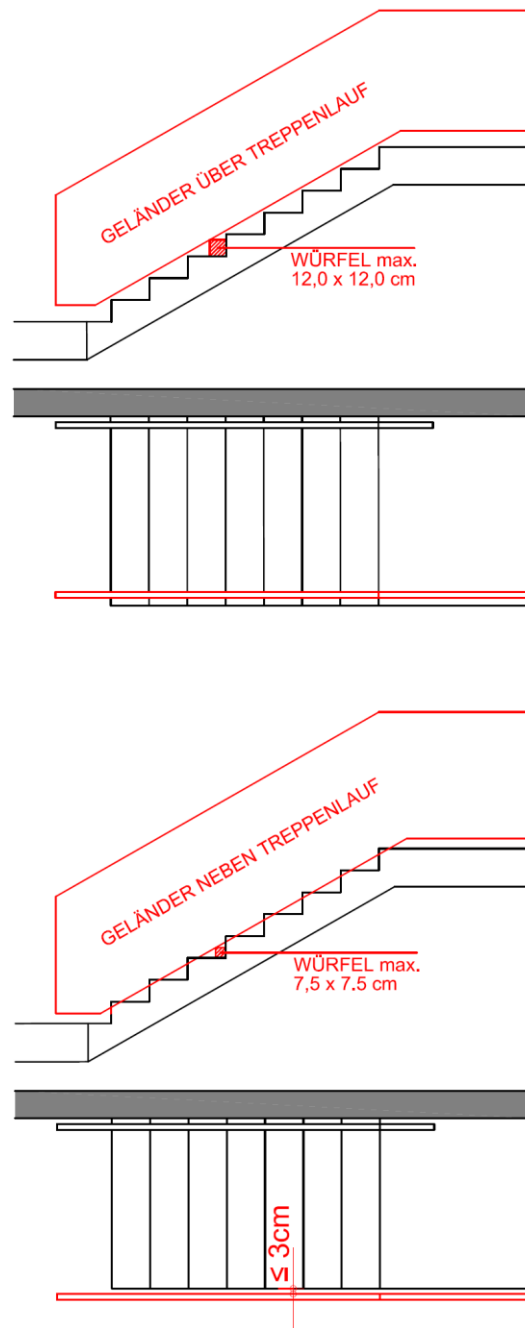 GELÄNDER ÜBER TREPPENLAUF
WÜRFEL max.
12,0 x 12,0 cm
GELÄNDER NEBEN TREPPENLAUF
WÜRFEL max.
7,5 x 7.5 cm
≤ 3cm